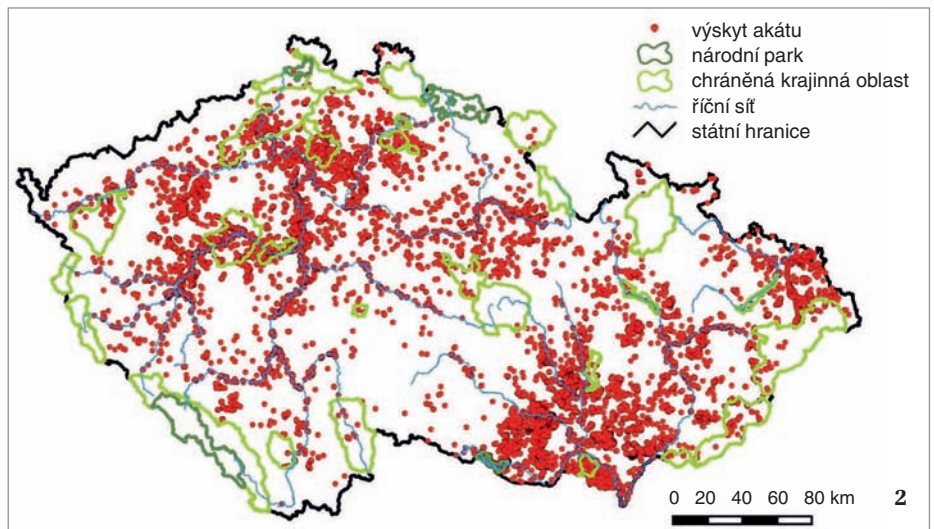 výskyt akátu
národní park
chráněná krajinná oblast
říční síť
státní hranice
0 20 40 60 80 km
2